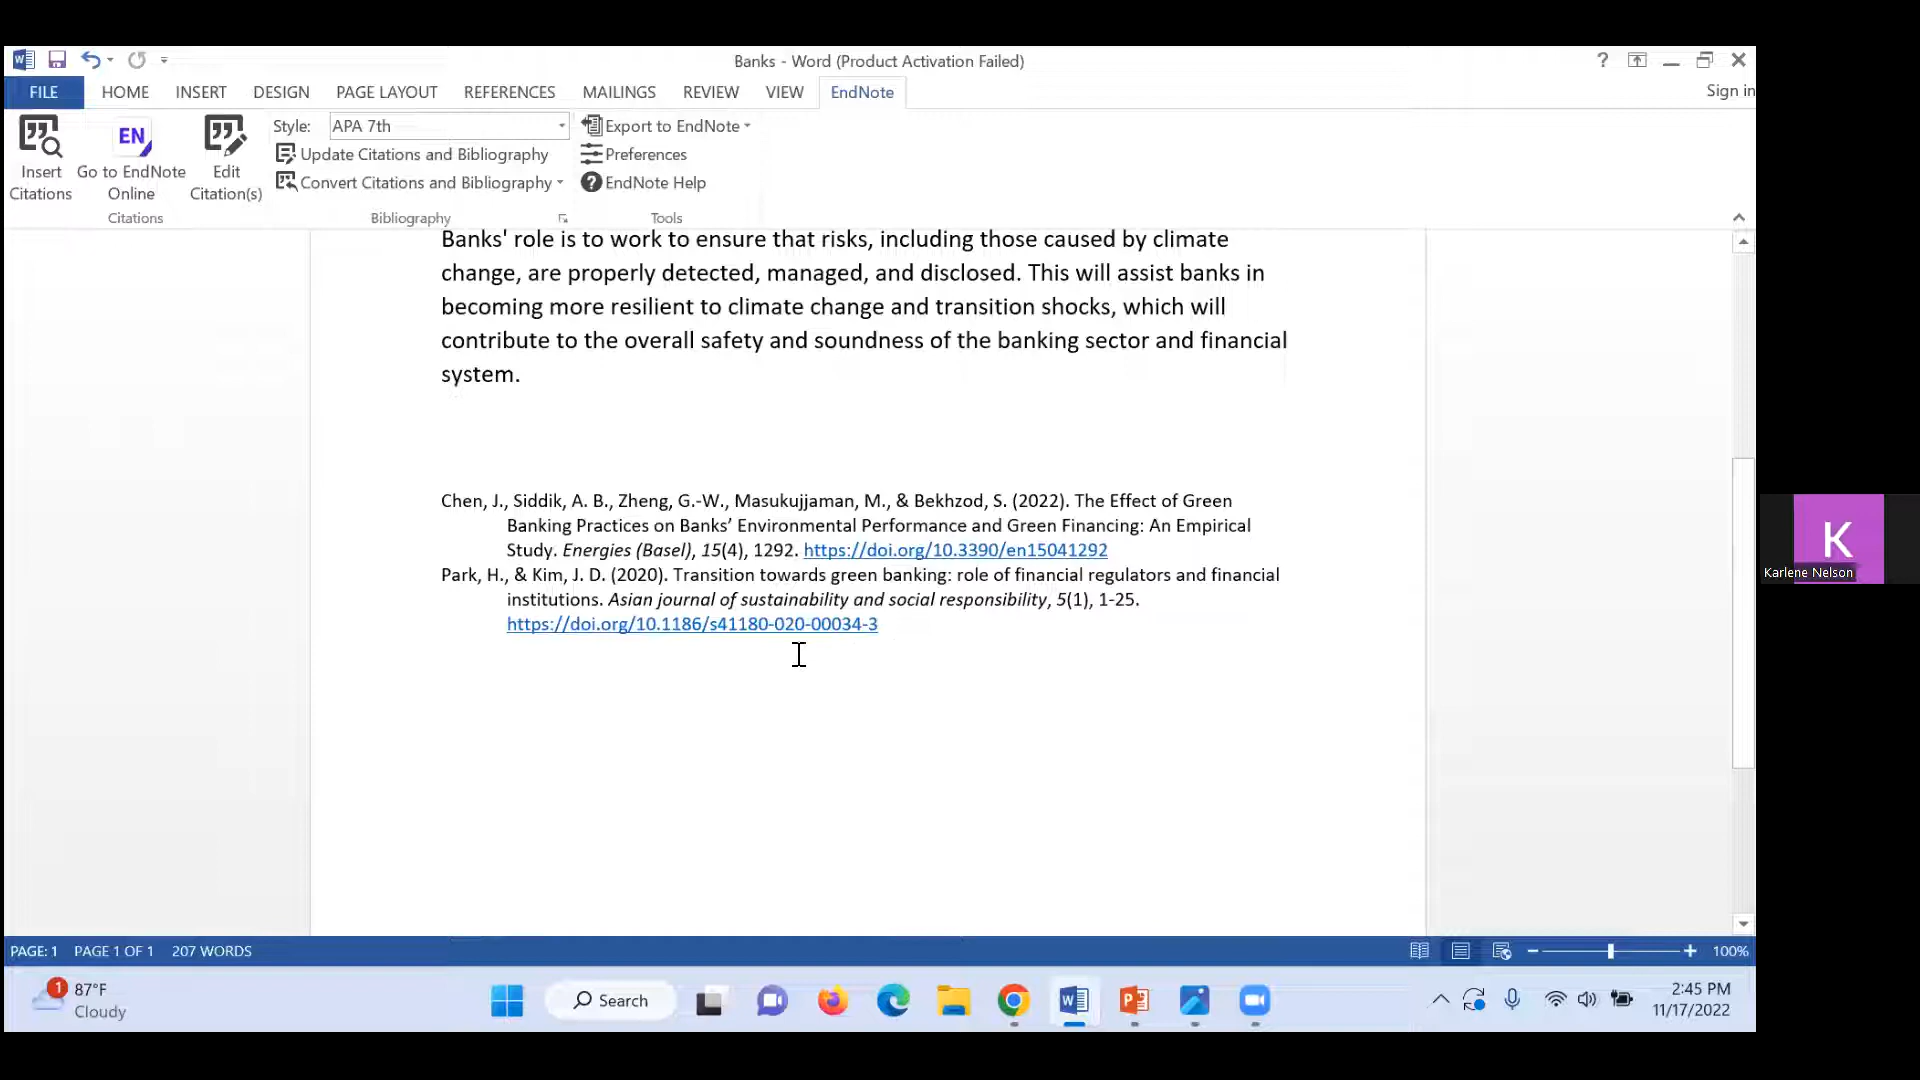 Banks - Word (Product Activation Failed)
?
FILE HOME INSERT DESIGN PAGE LAYOUT REFERENCES MAILINGS REVIEW VIEW EndNote Sign in
Insert Citations
EN
Go to EndNote Online
Edit Citation(s)
Citations
Style: APA 7th
Update Citations and Bibliography
Convert Citations and Bibliography
Bibliography
Export to EndNote
Preferences
EndNote Help
Tools
Banks' role is to work to ensure that risks, including those caused by climate
change, are properly detected, managed, and disclosed. This will assist banks in
becoming more resilient to climate change and transition shocks, which will
contribute to the overall safety and soundness of the banking sector and financial
system.
Chen, J., Siddik, A. B., Zheng, G.-W., Masukujjaman, M., & Bekhzod, S. (2022). The Effect of Green
Banking Practices on Banks’ Environmental Performance and Green Financing: An Empirical
Study. Energies (Basel), 15(4), 1292. https://doi.org/10.3390/en15041292
Park, H., & Kim, J. D. (2020). Transition towards green banking: role of financial regulators and financial
institutions. Asian journal of sustainability and social responsibility, 5(1), 1-25.
https://doi.org/10.1186/s41180-020-00034-3
K
Karlene Nelson
PAGE: 1 PAGE 1 OF 1 207 WORDS
100%
1
87°F
Cloudy
Search
2:45 PM
11/17/2022